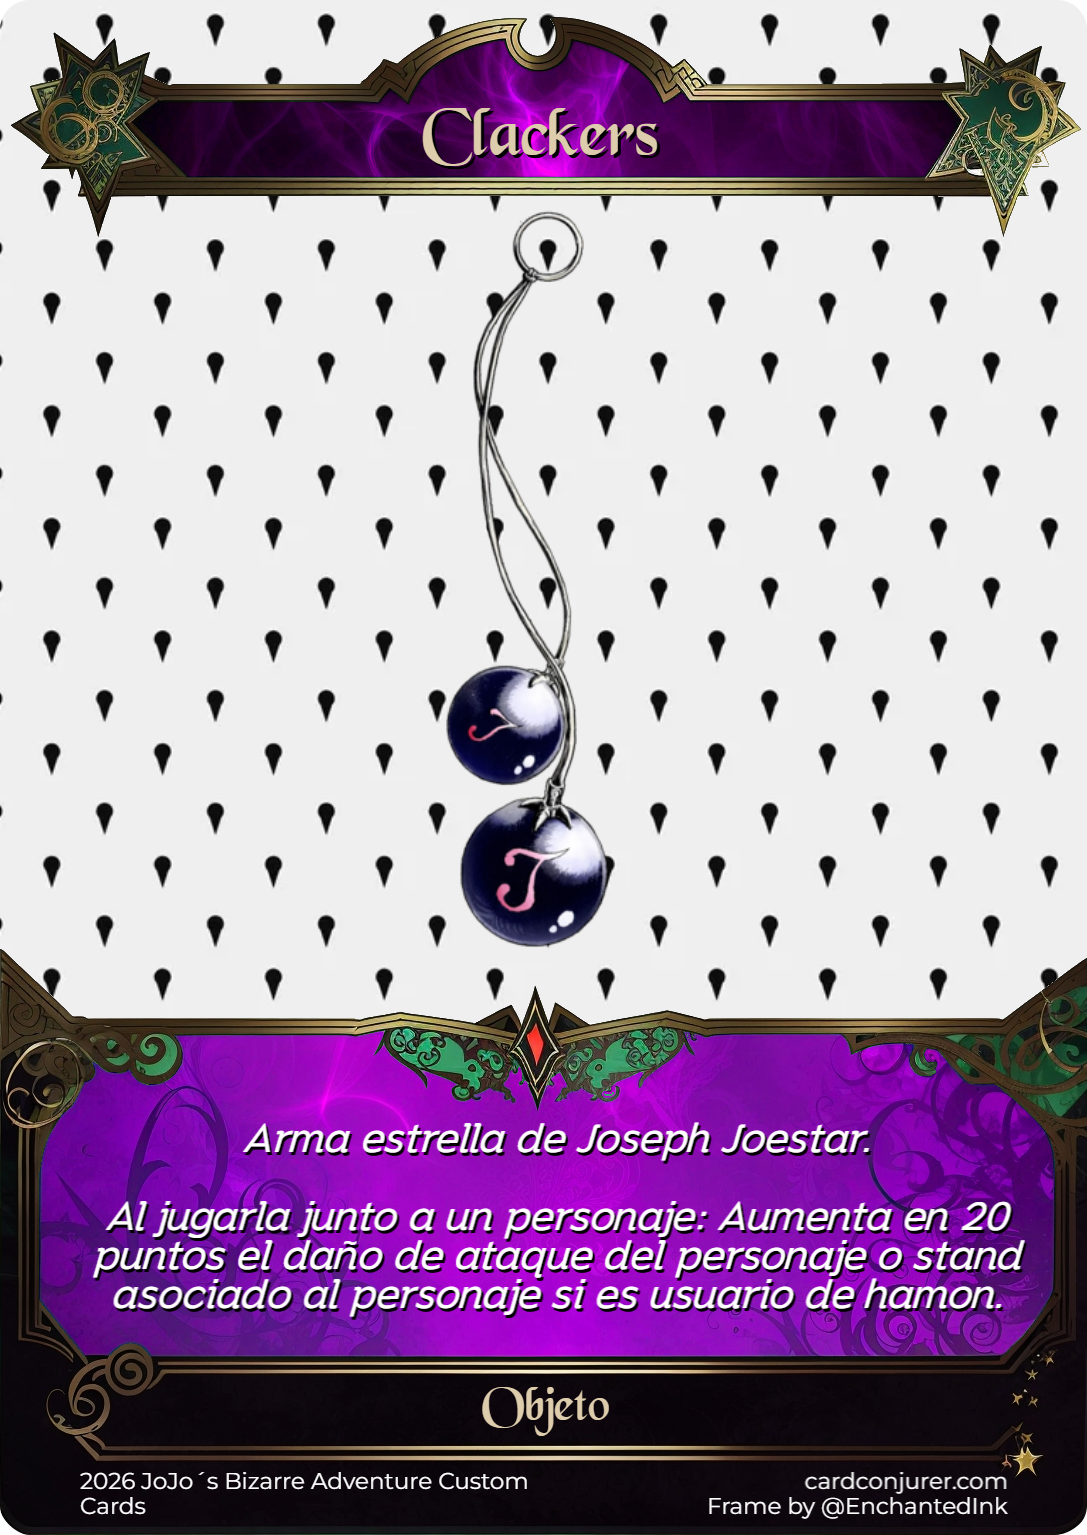 Clackers
J
J
Arma estrella de Joseph Joestar.
Al jugarla junto a un personaje: Aumenta en 20
puntos el daño de ataque del personaje o stand
asociado al personaje si es usuario de hamon.
Objeto
2026 JoJo´s Bizarre Adventure Custom
Cards
cardconjurer.com
Frame by @EnchantedInk